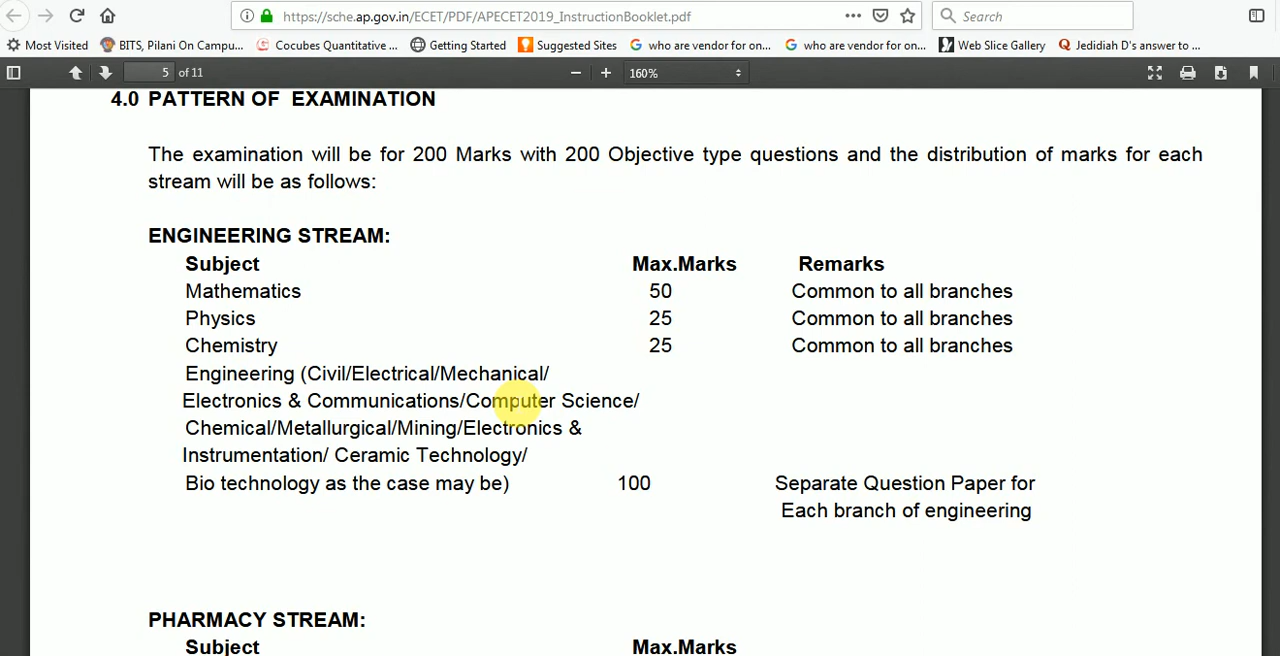 https://sche.ap.gov.in/ECET/PDF/APECET2019_InstructionBooklet.pdf
Search
Most Visited BITS, Pilani On Campu... Cocubes Quantitative ... Getting Started Suggested Sites who are vendor for on... who are vendor for on... Web Slice Gallery Jedidiah D's answer to ...
5 of 11 160%
4.0 PATTERN OF EXAMINATION
The examination will be for 200 Marks with 200 Objective type questions and the distribution of marks for each
stream will be as follows:
ENGINEERING STREAM:
Subject Max.Marks Remarks
Mathematics 50 Common to all branches
Physics 25 Common to all branches
Chemistry 25 Common to all branches
Engineering (Civil/Electrical/Mechanical/
Electronics & Communications/Computer Science/
Chemical/Metallurgical/Mining/Electronics &
Instrumentation/ Ceramic Technology/
Bio technology as the case may be) 100 Separate Question Paper for
Each branch of engineering
PHARMACY STREAM:
Subject Max.Marks